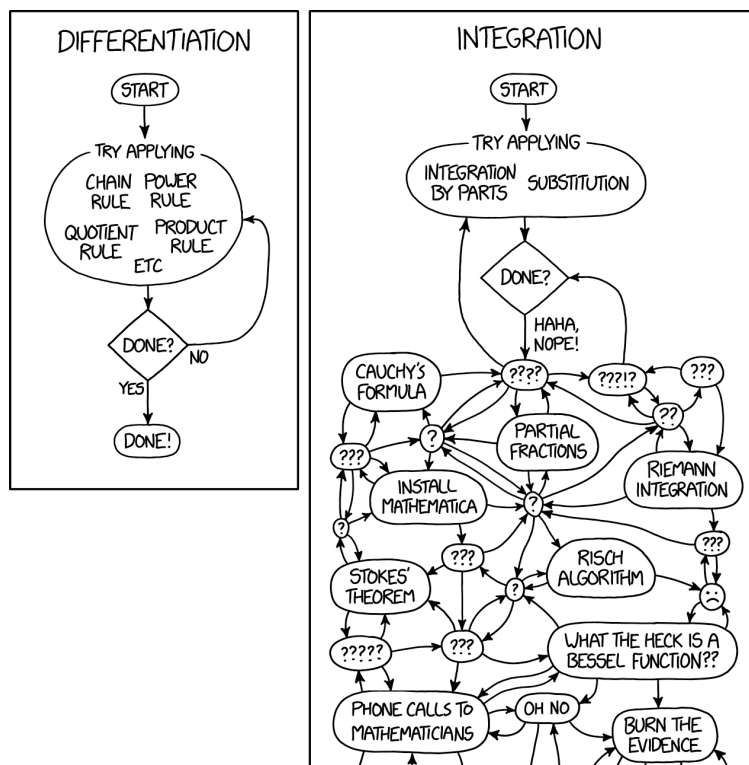 DIFFERENTIATION
START
TRY APPLYING
CHAIN RULE
POWER RULE
QUOTIENT RULE
PRODUCT RULE
ETC
DONE?
NO
YES
DONE!
INTEGRATION
START
TRY APPLYING
INTEGRATION
BY PARTS
SUBSTITUTION
DONE?
HAHA,
NOPE!
CAUCHY'S
FORMULA
????
???!?
???
??
?
PARTIAL
FRACTIONS
???
INSTALL
MATHEMATICA
?
RIEMANN
INTEGRATION
?
???
???
STOKES'
THEOREM
?
RISCH
ALGORITHM
?????
???
WHAT THE HECK IS A
BESSEL FUNCTION??
PHONE CALLS TO
MATHEMATICIANS
OH NO
BURN THE
EVIDENCE